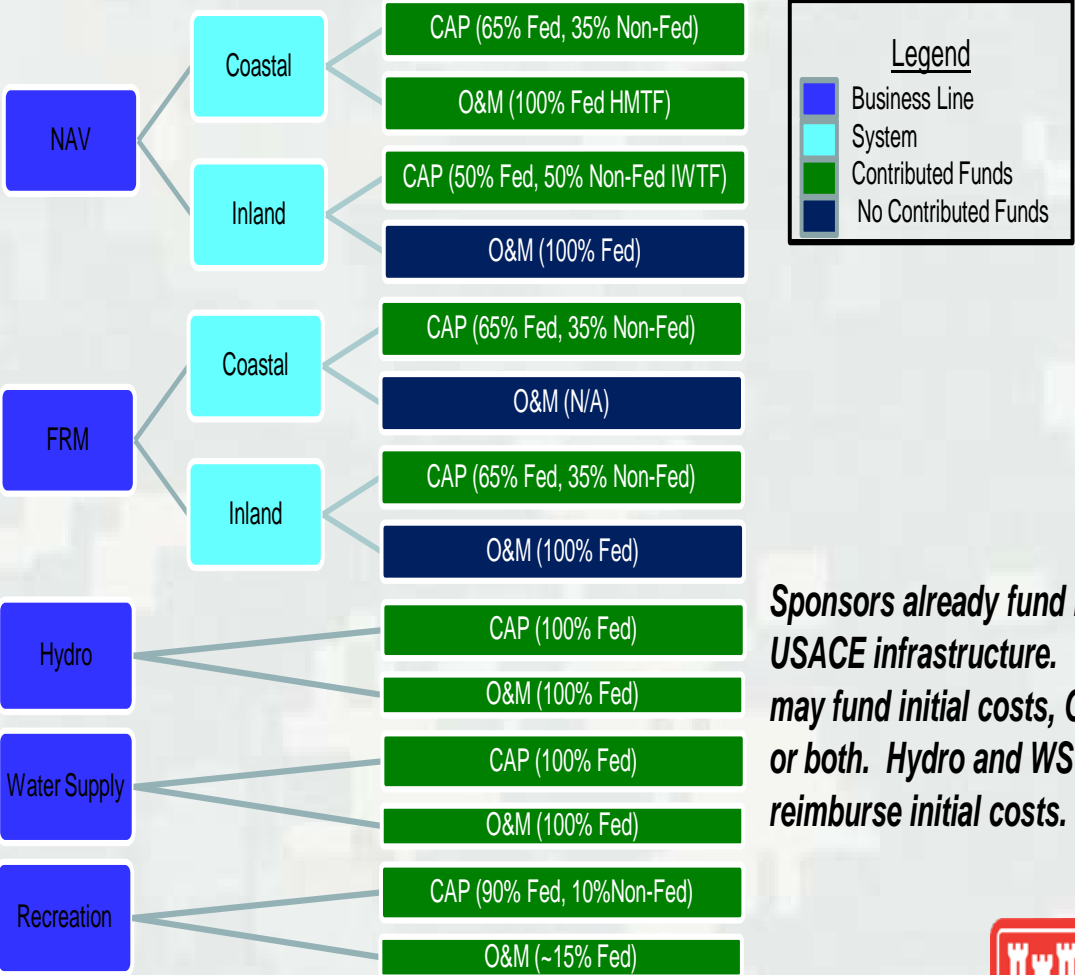 NAV
Coastal
CAP (65% Fed, 35% Non-Fed)
O&M (100% Fed HMTF)
Inland
CAP (50% Fed, 50% Non-Fed IWTF)
O&M (100% Fed)
FRM
Coastal
CAP (65% Fed, 35% Non-Fed)
O&M (N/A)
Inland
CAP (65% Fed, 35% Non-Fed)
O&M (100% Fed)
Hydro
CAP (100% Fed)
O&M (100% Fed)
Water Supply
CAP (100% Fed)
O&M (100% Fed)
Recreation
CAP (90% Fed, 10%Non-Fed)
O&M (~15% Fed)
Legend
Business Line
System
Contributed Funds
No Contributed Funds
Sponsors already fund
USACE infrastructure.
may fund initial costs,
or both. Hydro and WS
reimburse initial costs.